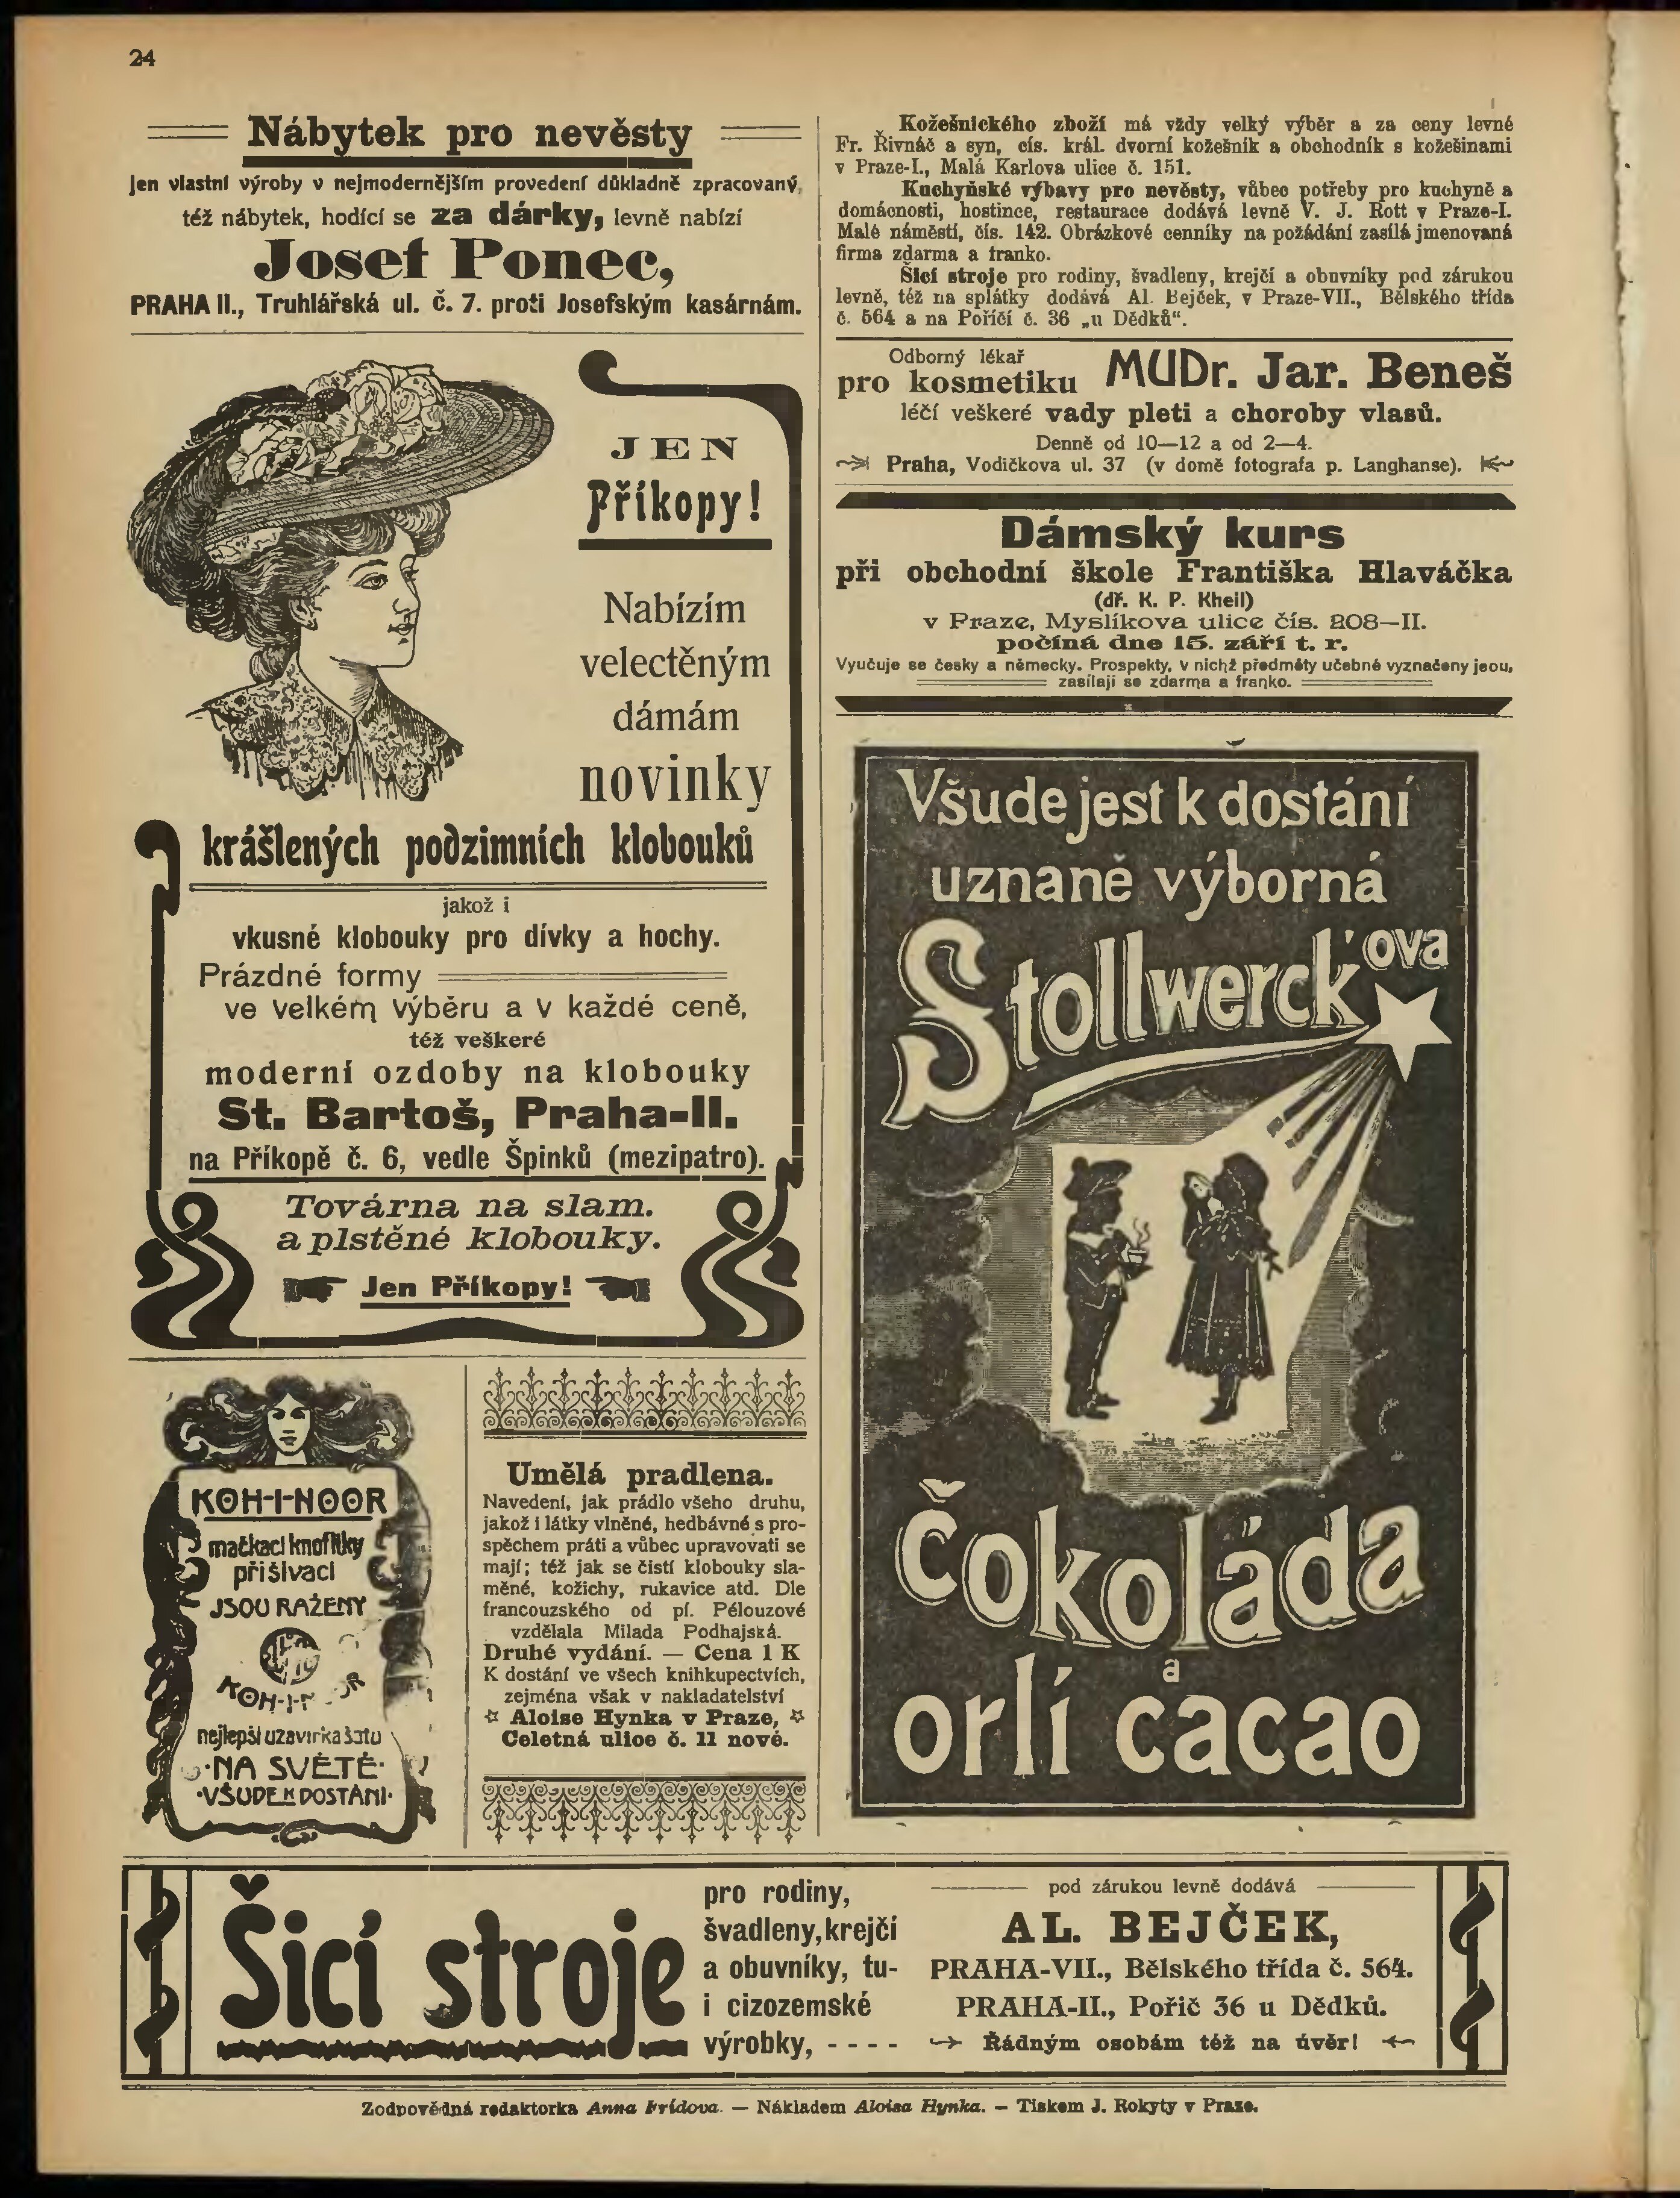 24
Nábytek pro nevěsty
jen vlastní výroby v nejmodernějším provedení důkladně zpracovaný,
též nábytek, hodící se za dárky, levně nabízí
Josef Ponec,
PRAHA II., Truhlářská ul. č. 7. proti Josefským kasárnám.
JEN
Příkopy!
Nabízím
velectěným
dámám
novinky
krášlených podzimních klobouků
jakož i
vkusné klobouky pro dívky a hochy.
Prázdné formy
ve velkém výběru a v každé ceně,
též veškeré
moderní ozdoby na klobouky
St. Bartoš, Praha-II.
na Příkopě č. 6, vedle Špinků (mezipatro).
Továrna na slam.
a plstěné klobouky.
Jen Příkopy!
KOH-I-NOOR
mačkací knoflíky
přišívací
JSOU RAŽENY
nejlepší uzavírka šatu
·NA SVĚTĚ·
·VŠUDE K DOSTÁNÍ·
Umělá pradlena.
Navedení, jak prádlo všeho druhu,
jakož i látky vlněné, hedbávné s pro-
spěchem práti a vůbec upravovati se
mají; též jak se čistí klobouky sla-
měné, kožichy, rukavice atd. Dle
francouzského od pí. Pélouzové
vzdělala Milada Podhajská.
Druhé vydání. — Cena 1 K
K dostání ve všech knihkupectvích,
zejména však v nakladatelství
Aloise Hynka v Praze,
Celetná ulice č. 11 nové.
Kožešnického zboží má vždy velký výběr a za ceny levné
Fr. Řivnáč a syn, cís. král. dvorní kožešník a obchodník s kožešinami
v Praze-I., Malá Karlova ulice č. 151.
Kuchyňské výbavy pro nevěsty, vůbec potřeby pro kuchyně a
domácnosti, hostince, restaurace dodává levně V. J. Rott v Praze-I.
Malé náměstí, čís. 142. Obrázkové cenníky na požádání zasílá jmenovaná
firma zdarma a franko.
Šicí stroje pro rodiny, švadleny, krejčí a obuvníky pod zárukou
levně, též na splátky dodává Al. Bejček, v Praze-VII., Bělského třída
č. 564 a na Poříčí č. 36 „u Dědků“.
Odborný lékař
pro kosmetiku MUDr. Jar. Beneš
léčí veškeré vady pleti a choroby vlasů.
Denně od 10—12 a od 2—4.
Praha, Vodičkova ul. 37 (v domě fotografa p. Langhanse).
Dámský kurs
při obchodní škole Františka Hlaváčka
(dř. K. P. Kheil)
v Praze, Myslíkova ulice čís. 208—II.
počíná dne 15. září t. r.
Vyučuje se česky a německy. Prospekty, v nichž předměty učebné vyznačeny jsou,
zasílají se zdarma a franko.
Všude jest k dostání
uznaně výborná
Stollwerck'ova
Čokoláda
a
orlí cacao
Šicí stroje
pro rodiny,
švadleny, krejčí
a obuvníky, tu-
i cizozemské
výrobky, - - - -
pod zárukou levně dodává
AL. BEJČEK,
PRAHA-VII., Bělského třída č. 564.
PRAHA-II., Pořič 36 u Dědků.
Řádným osobám též na úvěr!
Zodpovědná redaktorka Anna Frídova. — Nákladem Aloisa Hynka. — Tiskem J. Rokyty v Praze.